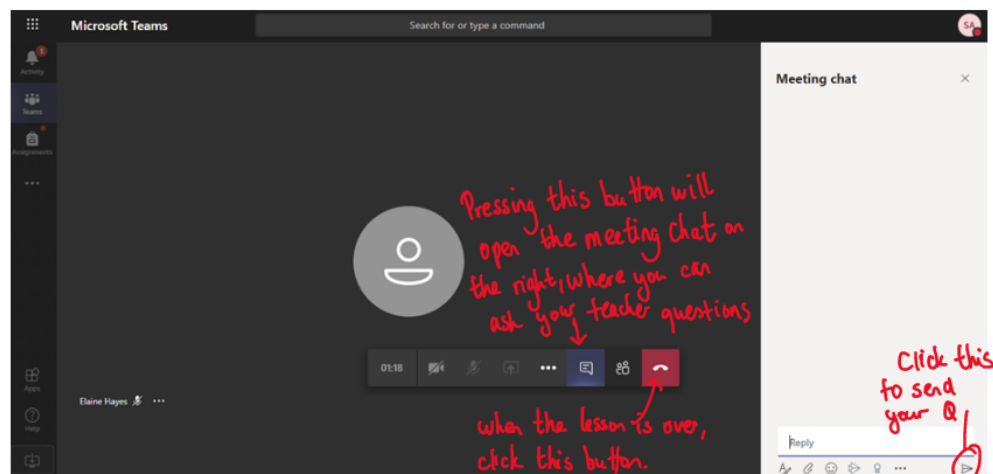 Microsoft Teams
Search for or type a command
SA
1
Activity
Teams
Assignments
Meeting chat
Pressing this button will
open the meeting chat on
the right, where you can
ask your teacher questions
01:18
Elaine Hayes
when the lesson is over,
click this button.
Click this
to send
your Q
Reply
Apps
Help